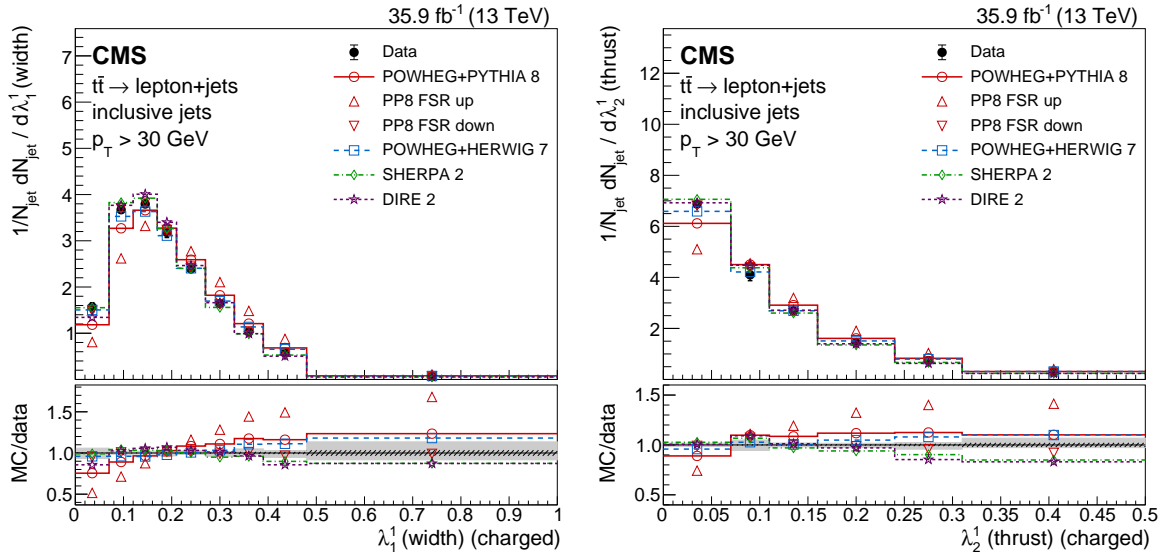 35.9 fb⁻¹ (13 TeV)
CMS
tt̄ → lepton+jets
inclusive jets
p_T > 30 GeV
Data
POWHEG+PYTHIA 8
PP8 FSR up
PP8 FSR down
POWHEG+HERWIG 7
SHERPA 2
DIRE 2
1/N_jet dN_jet / dλ₁¹ (width)
7
6
5
4
3
2
1
MC/data
1.5
1.0
0.5
0 0.1 0.2 0.3 0.4 0.5 0.6 0.7 0.8 0.9 1
λ₁¹ (width) (charged)
35.9 fb⁻¹ (13 TeV)
CMS
tt̄ → lepton+jets
inclusive jets
p_T > 30 GeV
Data
POWHEG+PYTHIA 8
PP8 FSR up
PP8 FSR down
POWHEG+HERWIG 7
SHERPA 2
DIRE 2
1/N_jet dN_jet / dλ₂¹ (thrust)
12
10
8
6
4
2
MC/data
1.5
1.0
0.5
0 0.05 0.1 0.15 0.2 0.25 0.3 0.35 0.4 0.45 0.5
λ₂¹ (thrust) (charged)